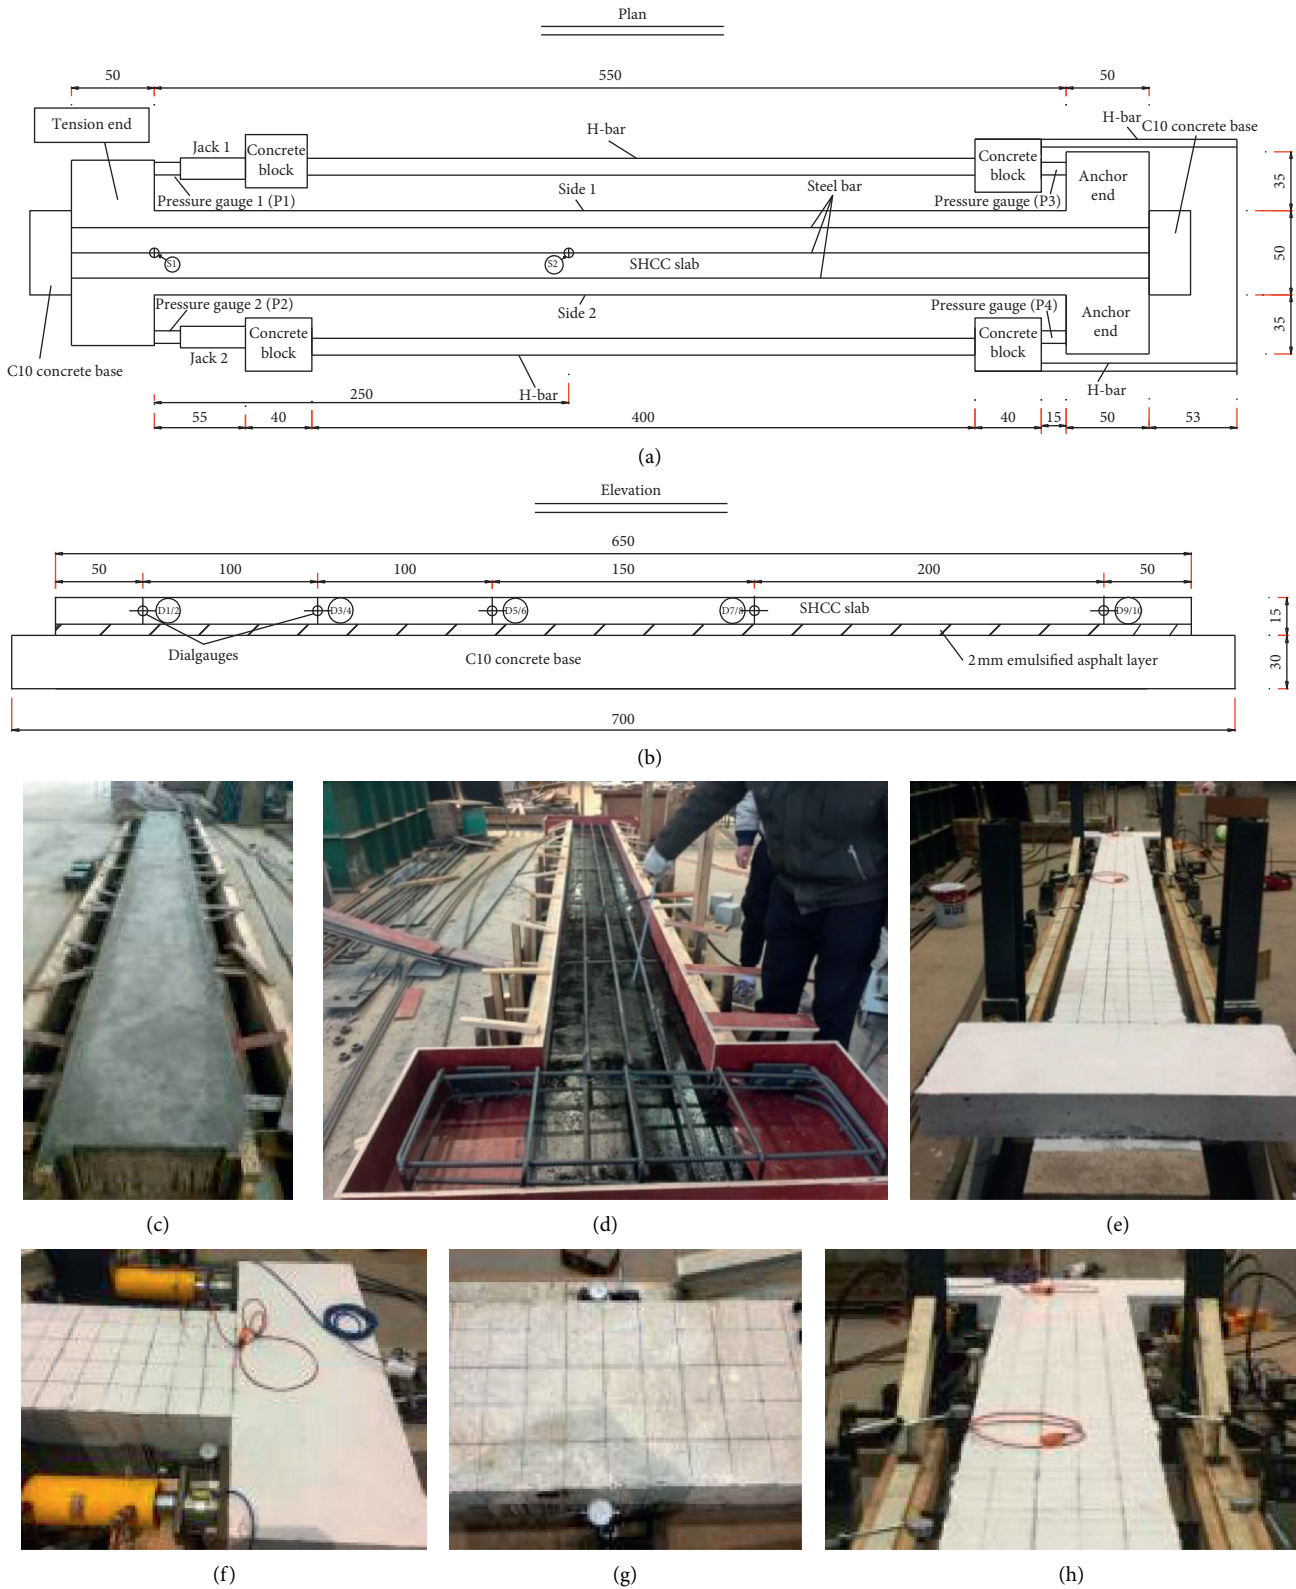 Plan
50
550
50
Tension end
Jack 1
Concrete
block
H-bar
Concrete
block
H-bar
C10 concrete base
Anchor
end
35
Pressure gauge 1 (P1)
Side 1
Steel bar
Pressure gauge (P3)
S1
S2
SHCC slab
50
Pressure gauge 2 (P2)
Side 2
Pressure gauge (P4)
Jack 2
Concrete
block
Concrete
block
Anchor
end
35
C10 concrete base
250
H-bar
H-bar
55
40
400
40
15
50
53
(a)
Elevation
650
50
100
100
150
200
50
D1/2
D3/4
D5/6
D7/8
SHCC slab
D9/10
15
Dialgauges
C10 concrete base
2 mm emulsified asphalt layer
30
700
(b)
(c)
(d)
(e)
(f)
(g)
(h)